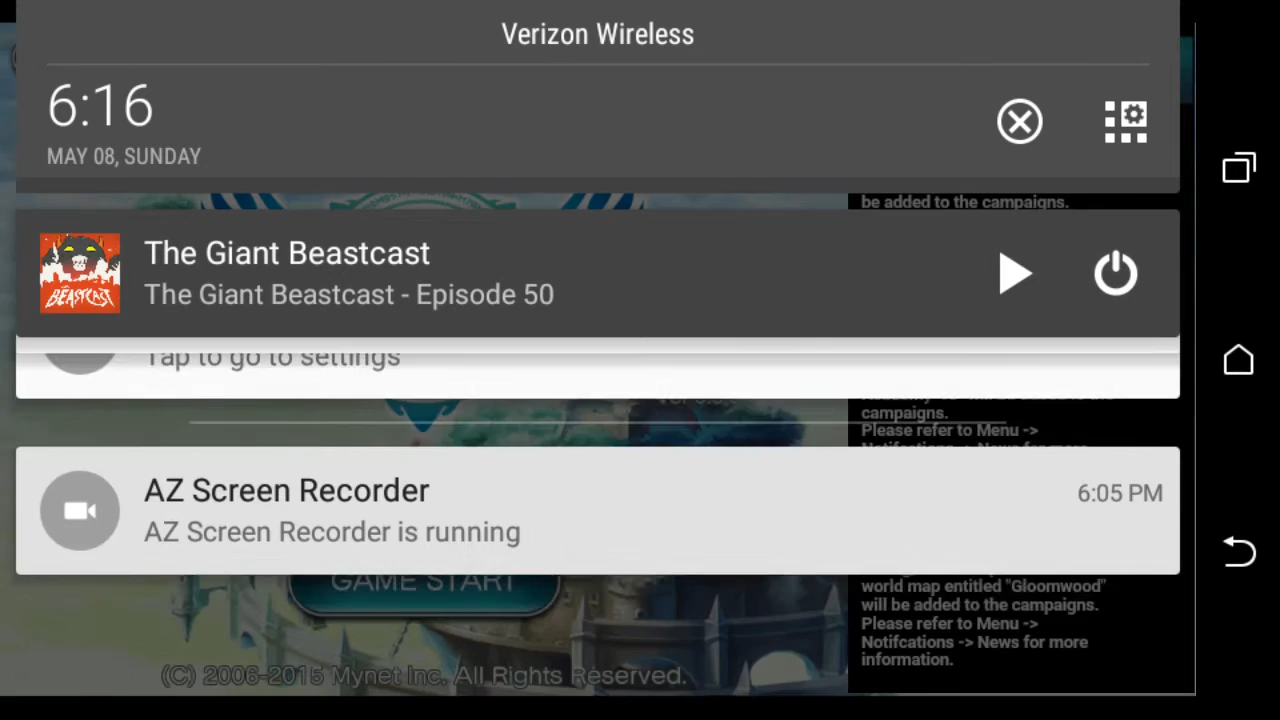 Verizon Wireless
6:16
MAY 08, SUNDAY
be added to the campaigns.
The Giant Beastcast
The Giant Beastcast - Episode 50
BEASTCAST
Tap to go to settings
campaigns.
Please refer to Menu ->
AZ Screen Recorder
6:05 PM
AZ Screen Recorder is running
GAME START
world map entitled "Gloomwood"
will be added to the campaigns.
Please refer to Menu ->
Notifcations -> News for more
information.
(C) 2006-2015 Mynet Inc. All Rights Reserved.